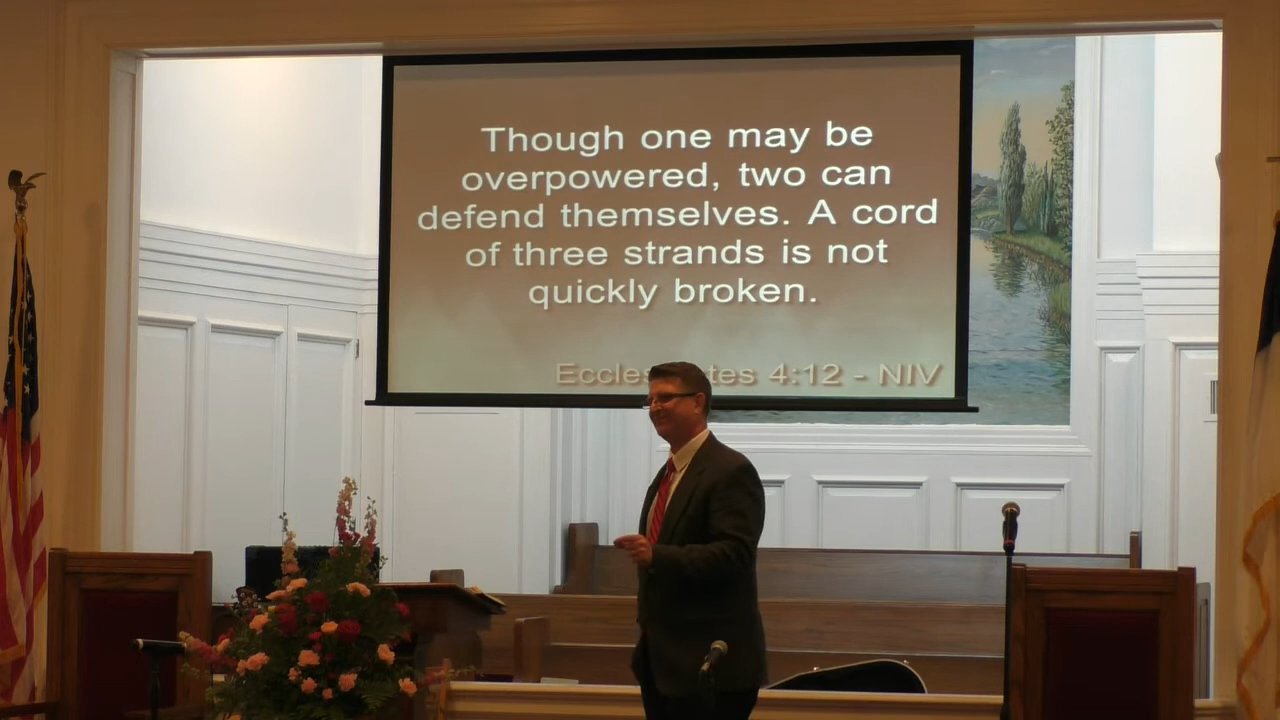 Though one may be
overpowered, two can
defend themselves. A cord
of three strands is not
quickly broken.
4:12 - NIV